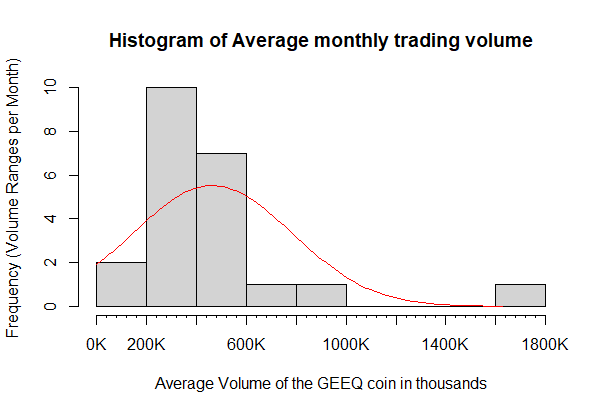 Histogram of Average monthly trading volume
Frequency (Volume Ranges per Month)
10
8
6
4
2
0
0K 200K 600K 1000K 1400K 1800K
Average Volume of the GEEQ coin in thousands